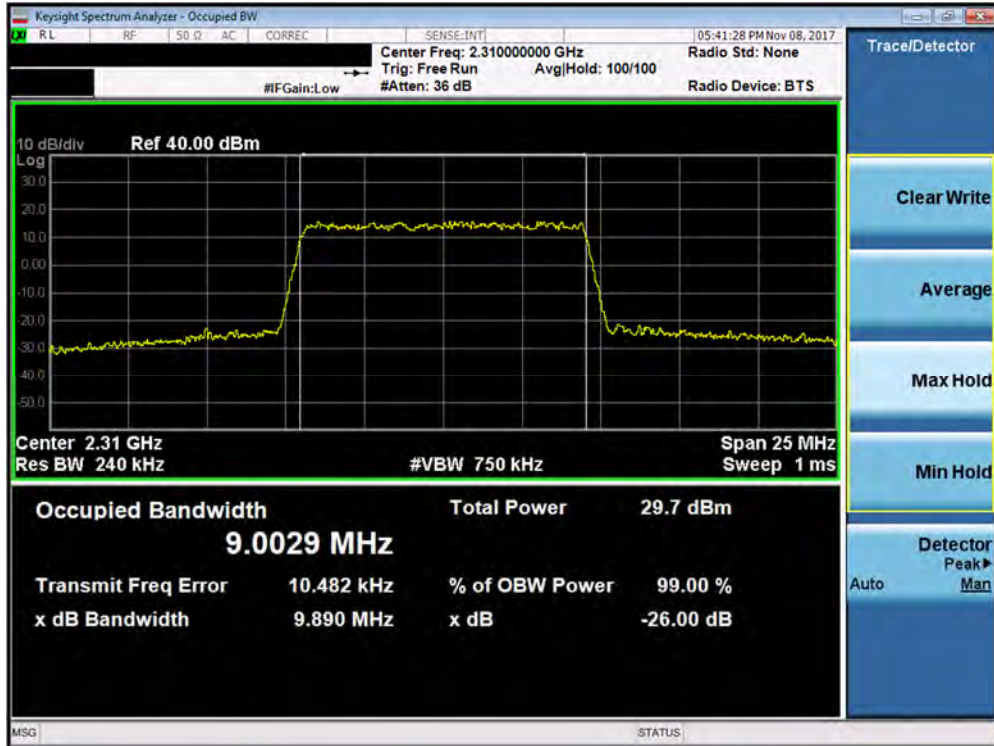 Keysight Spectrum Analyzer - Occupied BW
LXI RL RF 50 Ω AC CORREC SENSE:INT 05:41:28 PM Nov 08, 2017
Center Freq: 2.310000000 GHz Radio Std: None
Trig: Free Run Avg|Hold: 100/100
#IFGain:Low #Atten: 36 dB Radio Device: BTS
10 dB/div Ref 40.00 dBm
Log
30.0
20.0
10.0
0.00
-10.0
-20.0
-30.0
-40.0
-50.0
Center 2.31 GHz Span 25 MHz
Res BW 240 kHz #VBW 750 kHz Sweep 1 ms
Occupied Bandwidth Total Power 29.7 dBm
9.0029 MHz
Transmit Freq Error 10.482 kHz % of OBW Power 99.00 %
x dB Bandwidth 9.890 MHz x dB -26.00 dB
MSG STATUS
Trace/Detector
Clear Write
Average
Max Hold
Min Hold
Detector
Peak▶
Auto Man